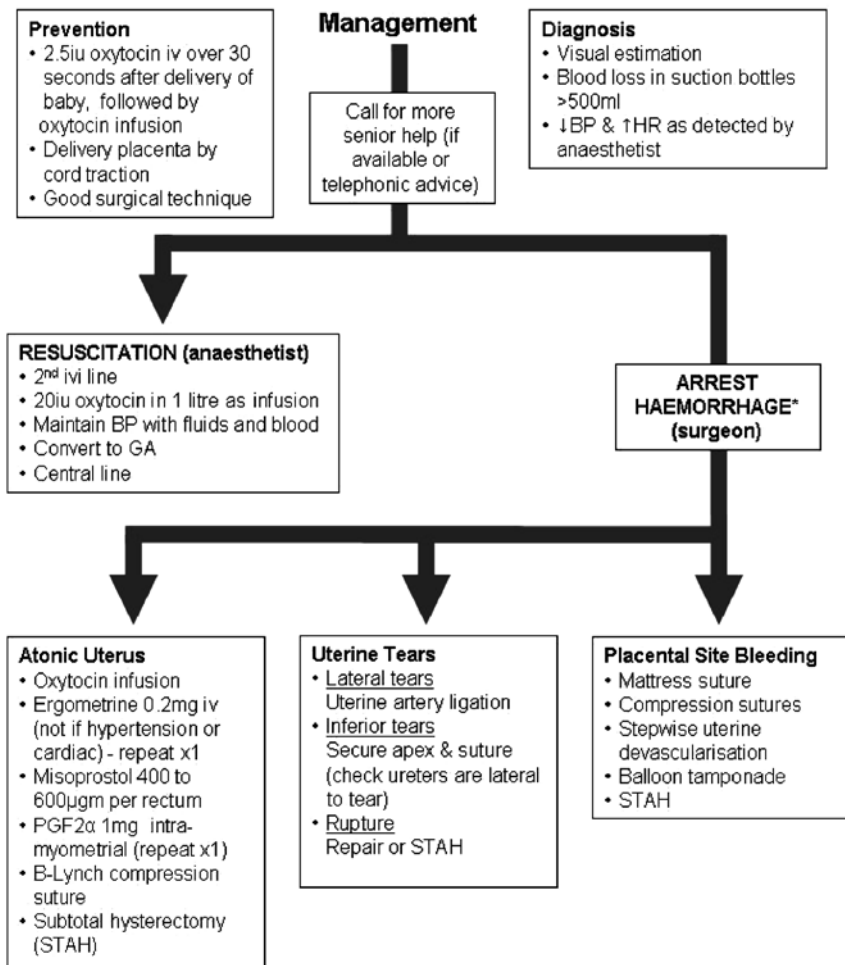 Prevention
• 2.5iu oxytocin iv over 30
seconds after delivery of
baby, followed by
oxytocin infusion
• Delivery placenta by
cord traction
• Good surgical technique
Management
Call for more
senior help (if
available or
telephonic advice)
Diagnosis
• Visual estimation
• Blood loss in suction bottles
>500ml
• ↓BP & ↑HR as detected by
anaesthetist
RESUSCITATION (anaesthetist)
• 2nd ivi line
• 20iu oxytocin in 1 litre as infusion
• Maintain BP with fluids and blood
• Convert to GA
• Central line
ARREST
HAEMORRHAGE*
(surgeon)
Atonic Uterus
• Oxytocin infusion
• Ergometrine 0.2mg iv
(not if hypertension or
cardiac) - repeat x1
• Misoprostol 400 to
600µgm per rectum
• PGF2α 1mg intra-
myometrial (repeat x1)
• B-Lynch compression
suture
• Subtotal hysterectomy
(STAH)
Uterine Tears
• Lateral tears
Uterine artery ligation
• Inferior tears
Secure apex & suture
(check ureters are lateral
to tear)
• Rupture
Repair or STAH
Placental Site Bleeding
• Mattress suture
• Compression sutures
• Stepwise uterine
devascularisation
• Balloon tamponade
• STAH